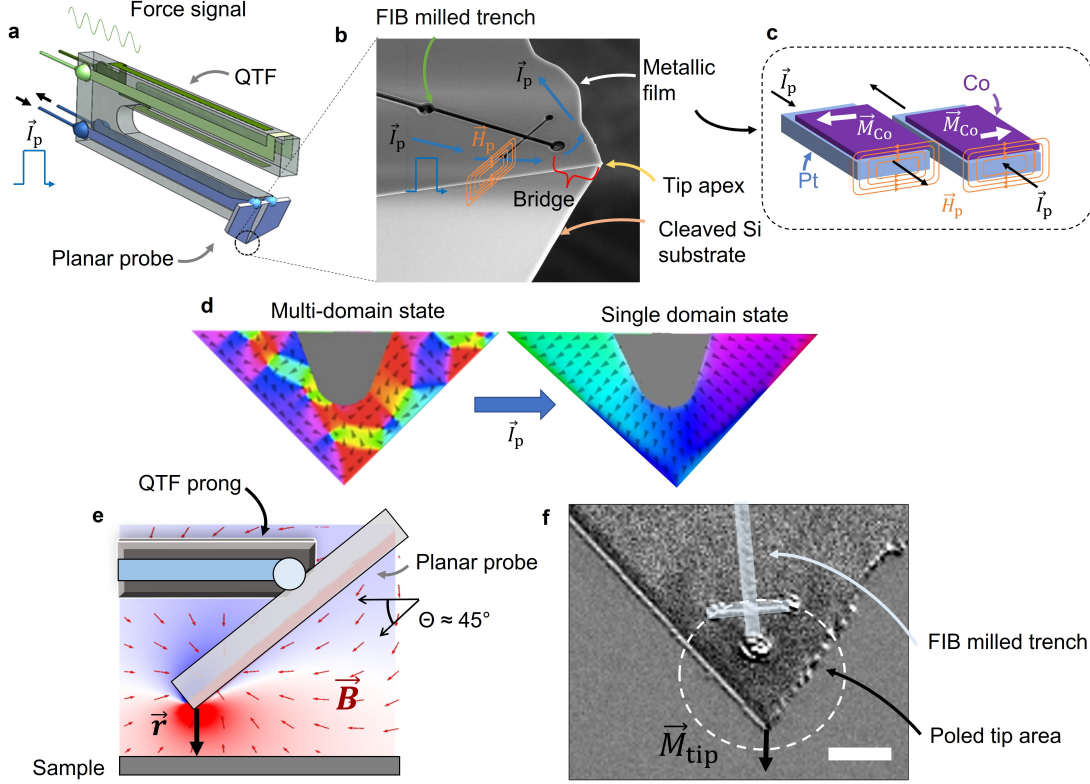 Force signal
a
QTF
I⃗p
Planar probe
b
FIB milled trench
I⃗p
I⃗p
H⃗p
Bridge
Metallic
film
Tip apex
Cleaved Si
substrate
c
I⃗p
Co
M⃗Co
M⃗Co
Pt
H⃗p
I⃗p
d
Multi-domain state
Single domain state
I⃗p
e
QTF prong
Planar probe
Θ ≈ 45°
B⃗
r⃗
Sample
f
FIB milled trench
Poled tip area
M⃗tip